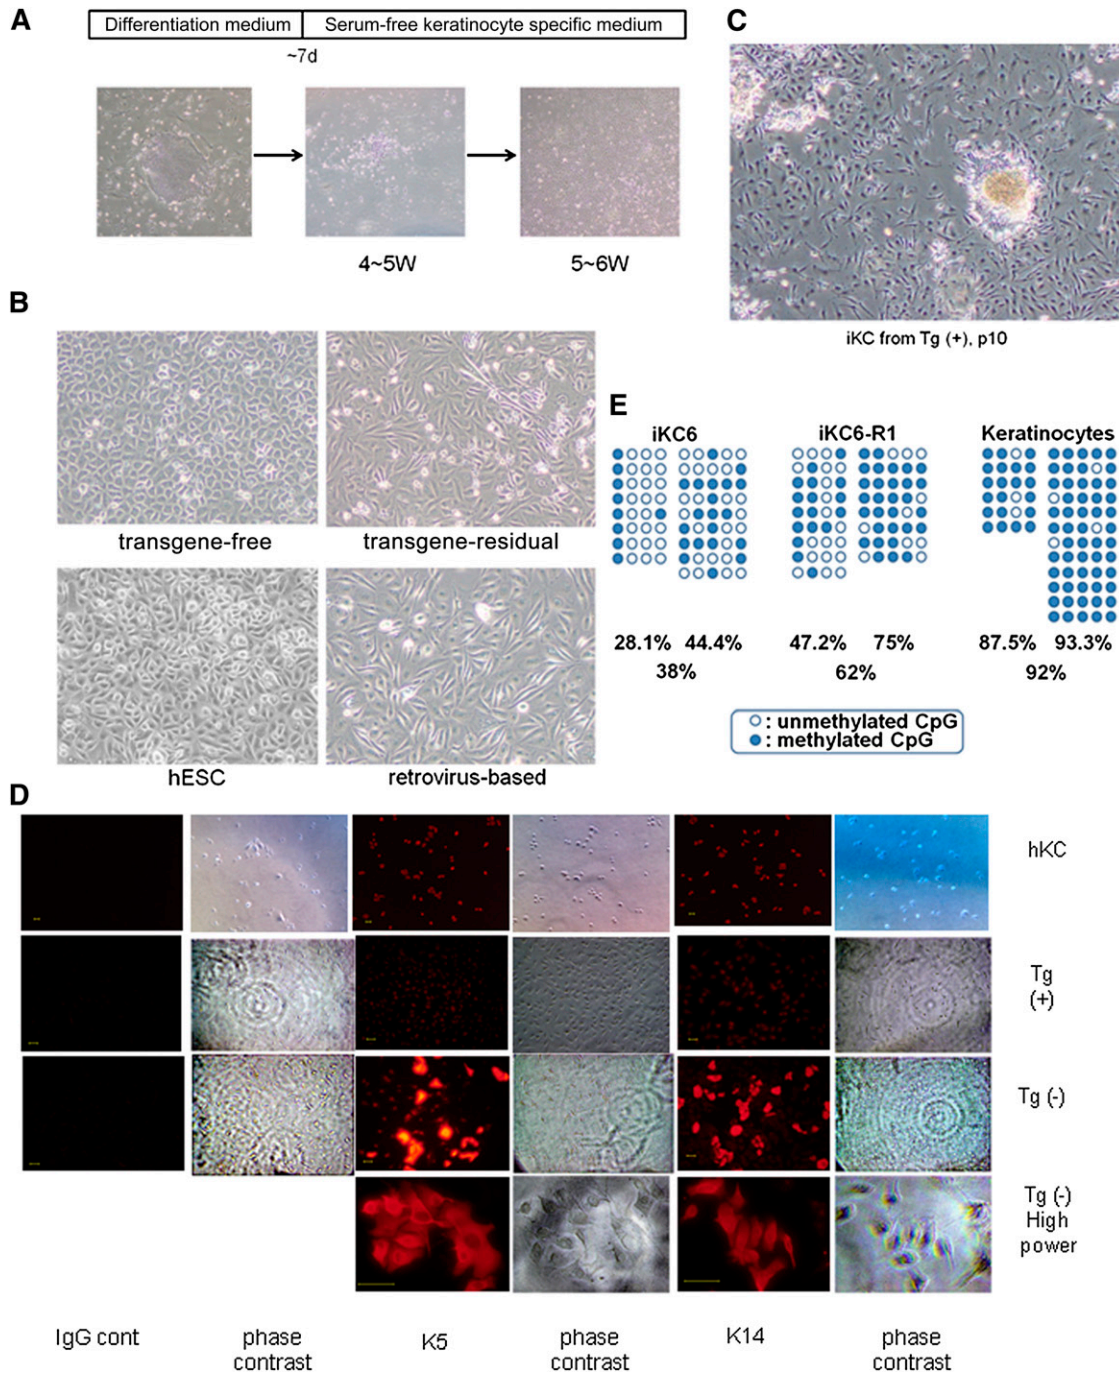 A
Differentiation medium
Serum-free keratinocyte specific medium
~7d
4~5W
5~6W
C
iKC from Tg (+), p10
B
transgene-free
transgene-residual
hESC
retrovirus-based
E
iKC6
iKC6-R1
Keratinocytes
28.1% 44.4%
38%
47.2% 75%
62%
87.5% 93.3%
92%
: unmethylated CpG
: methylated CpG
D
hKC
Tg
(+)
Tg (-)
Tg (-)
High
power
IgG cont
phase
contrast
K5
phase
contrast
K14
phase
contrast